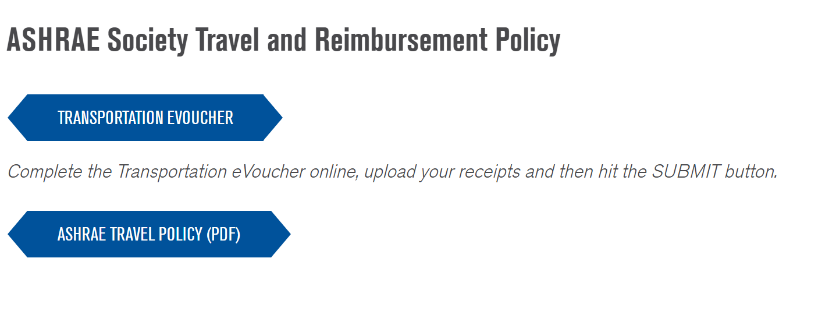 ASHRAE Society Travel and Reimbursement Policy
TRANSPORTATION EVOUCHER
Complete the Transportation eVoucher online, upload your receipts and then hit the SUBMIT button.
ASHRAE TRAVEL POLICY (PDF)